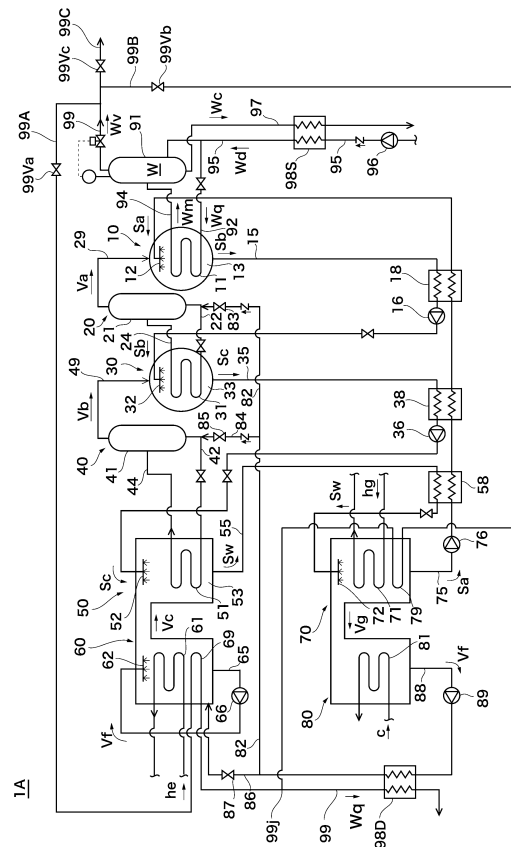 1A
99A
99Va
99
99Vc
99C
99B
99Vb
Wv
91
W
94
Wm
Wq
92
95
Wd
Wc
97
98S
95
96
29
Va
10
12
Sa
11
13
Sb
15
20
21
22
24
83
82
16
18
49
Vb
30
32
Sb
31
33
Sc
35
40
41
42
44
84
85
36
38
Sc
50
52
51
53
Sw
55
58
60
62
61
69
Vc
65
66
Vf
he
82
87
86
99j
99
Wq
98D
70
72
71
79
Sw
hg
Vg
75
76
Sa
80
81
c
88
Vf
89